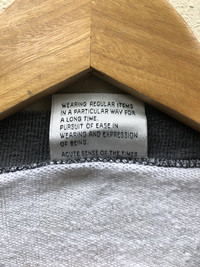 WEARING REGULAR ITEMS
IN A PARTICULAR WAY FOR
A LONG TIME.
PURSUIT OF EASE IN
WEARING AND EXPRESSION
OF BEING.
ACUTE SENSE OF THE TIMES